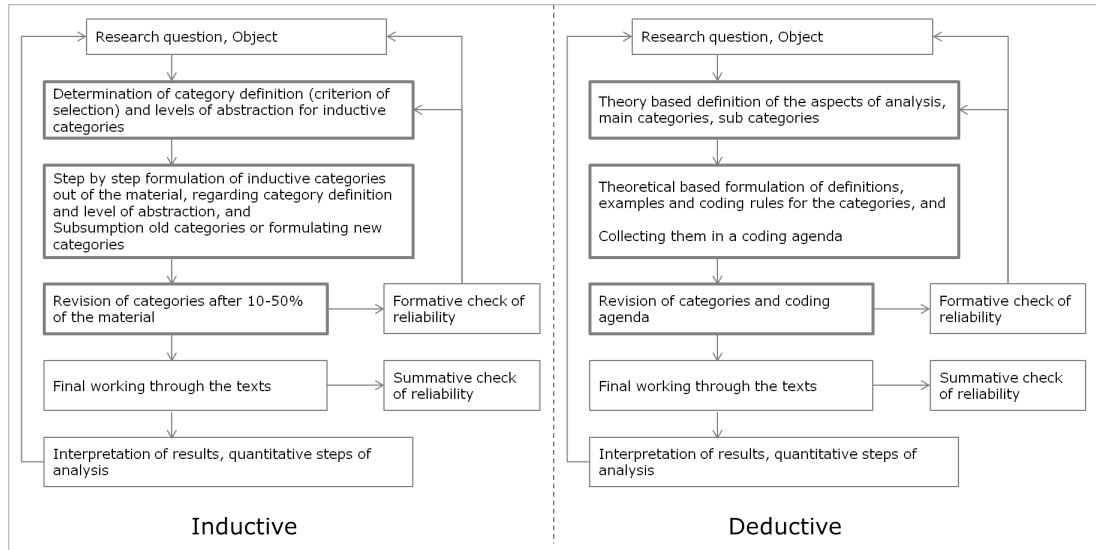 Research question, Object
Determination of category definition (criterion of
selection) and levels of abstraction for inductive
categories
Step by step formulation of inductive categories
out of the material, regarding category definition
and level of abstraction, and
Subsumption old categories or formulating new
categories
Revision of categories after 10-50%
of the material
Formative check of
reliability
Final working through the texts
Summative check
of reliability
Interpretation of results, quantitative steps of
analysis
Inductive
Research question, Object
Theory based definition of the aspects of analysis,
main categories, sub categories
Theoretical based formulation of definitions,
examples and coding rules for the categories, and
Collecting them in a coding agenda
Revision of categories and coding
agenda
Formative check of
reliability
Final working through the texts
Summative check
of reliability
Interpretation of results, quantitative steps of
analysis
Deductive